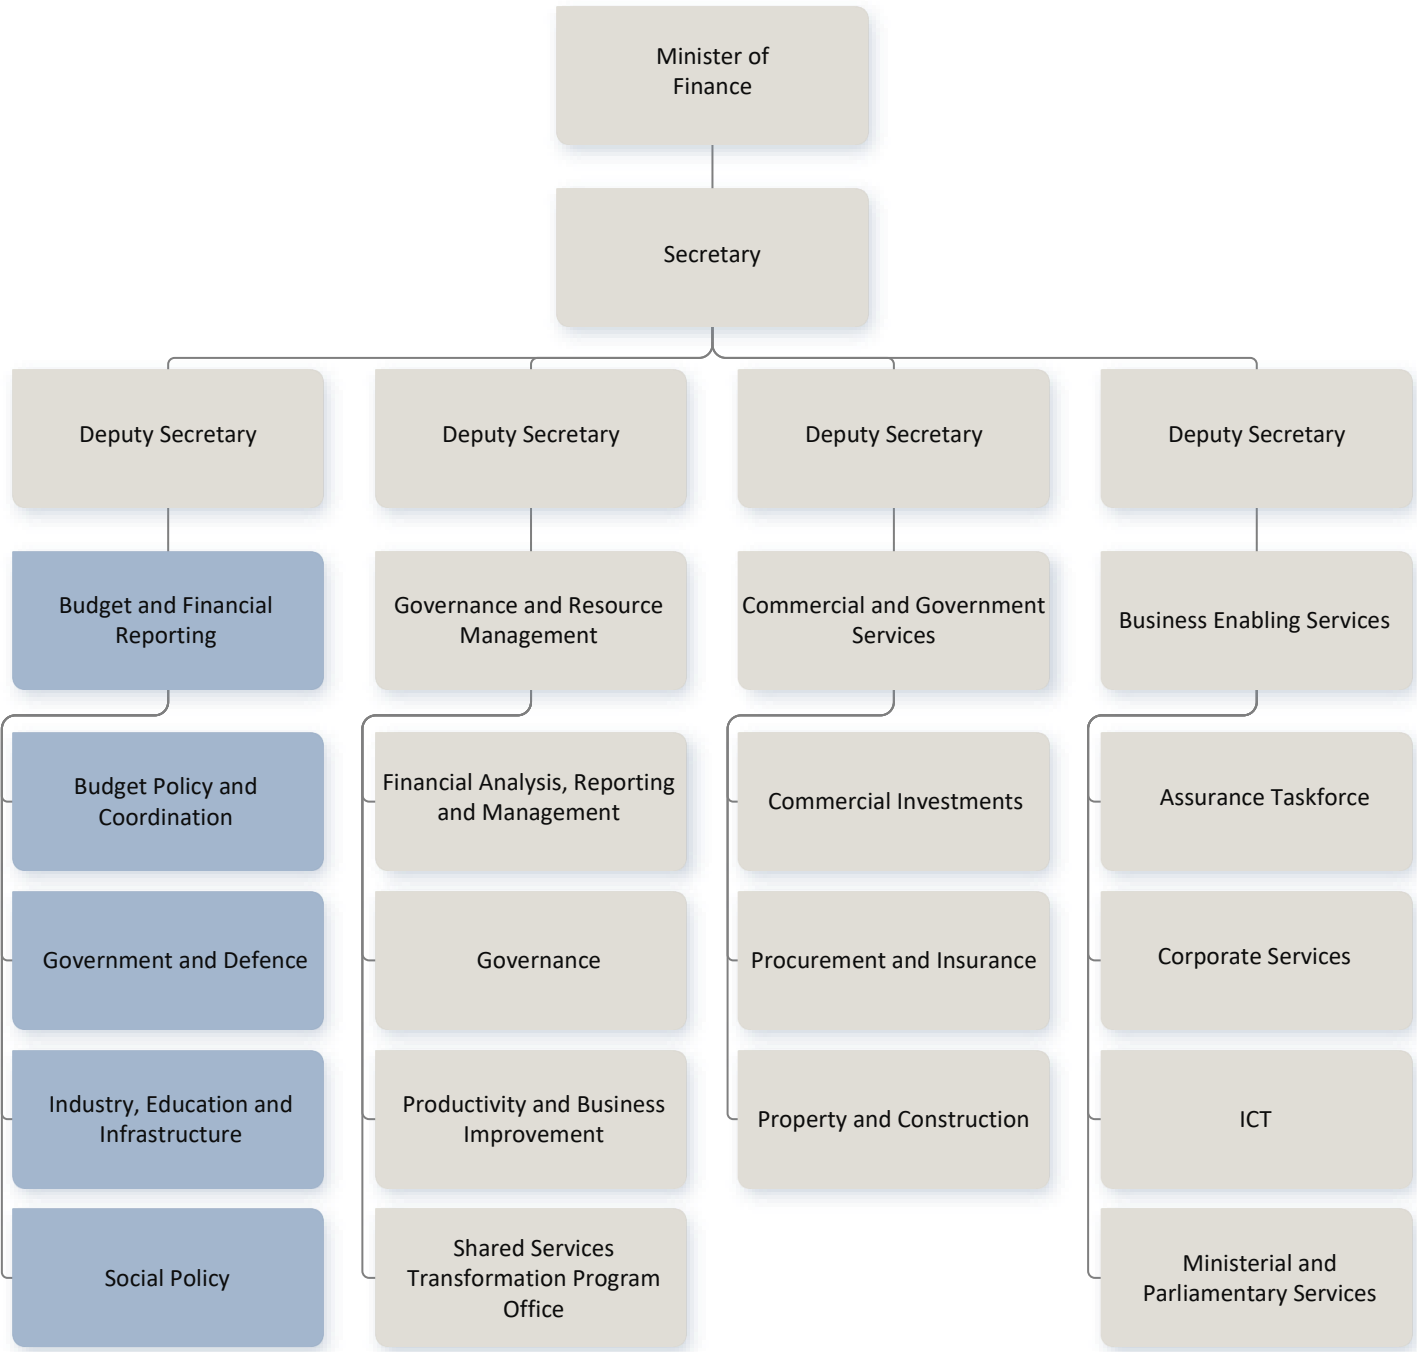 Minister of
Finance
Secretary
Deputy Secretary
Deputy Secretary
Deputy Secretary
Deputy Secretary
Budget and Financial
Reporting
Governance and Resource
Management
Commercial and Government
Services
Business Enabling Services
Budget Policy and
Coordination
Financial Analysis, Reporting
and Management
Commercial Investments
Assurance Taskforce
Government and Defence
Governance
Procurement and Insurance
Corporate Services
Industry, Education and
Infrastructure
Productivity and Business
Improvement
Property and Construction
ICT
Social Policy
Shared Services
Transformation Program
Office
Ministerial and
Parliamentary Services